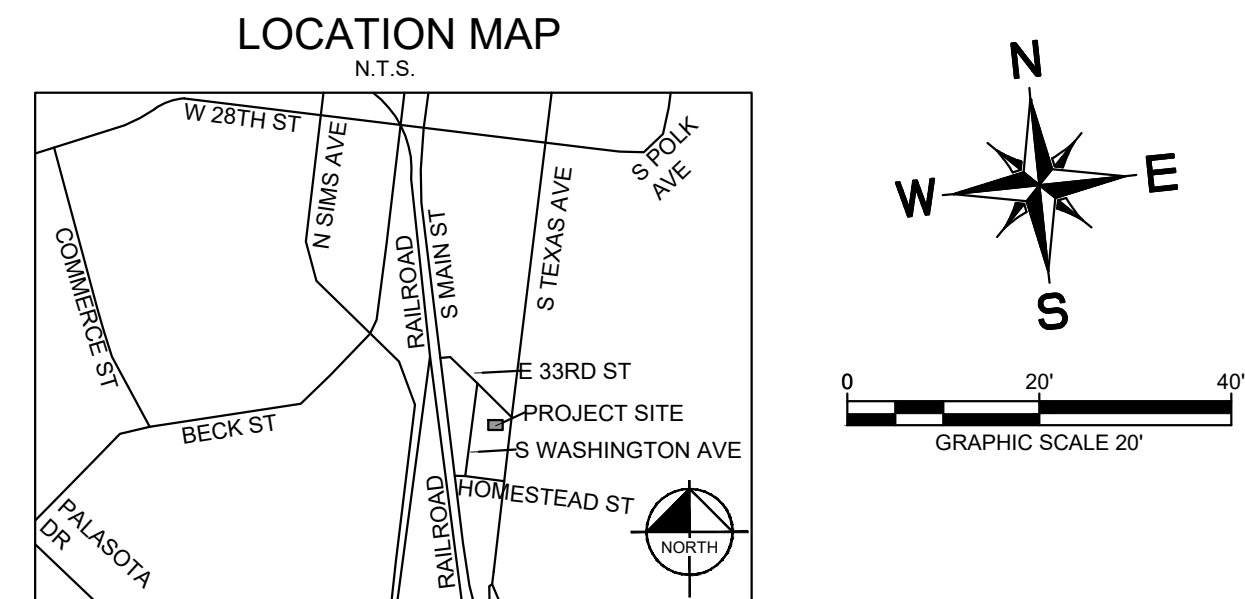 LOCATION MAP
N.T.S.
W 28TH ST
N SIMS AVE
S POLK
AVE
COMMERCE ST
RAILROAD
S MAIN ST
S TEXAS AVE
E 33RD ST
PROJECT SITE
S WASHINGTON AVE
BECK ST
HOMESTEAD ST
RAILROAD
PALASOTA
DR
NORTH
N
W
E
S
0
20'
40'
GRAPHIC SCALE 20'